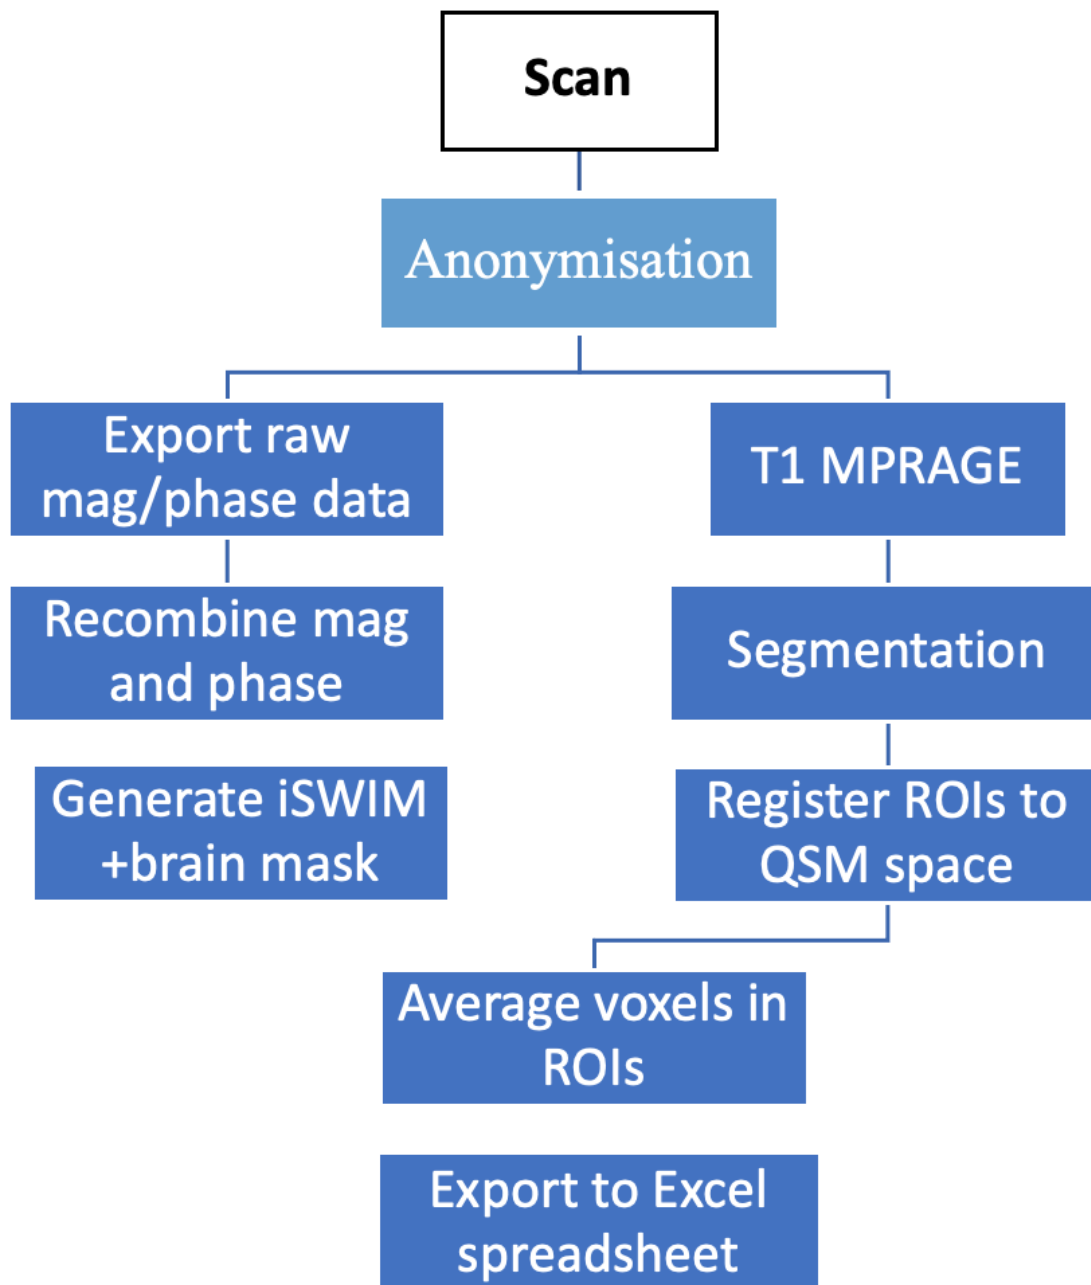 Scan
Anonymisation
Export raw
mag/phase data
T1 MPRAGE
Recombine mag
and phase
Segmentation
Generate iSWIM
+brain mask
Register ROIs to
QSM space
Average voxels in
ROIs
Export to Excel
spreadsheet